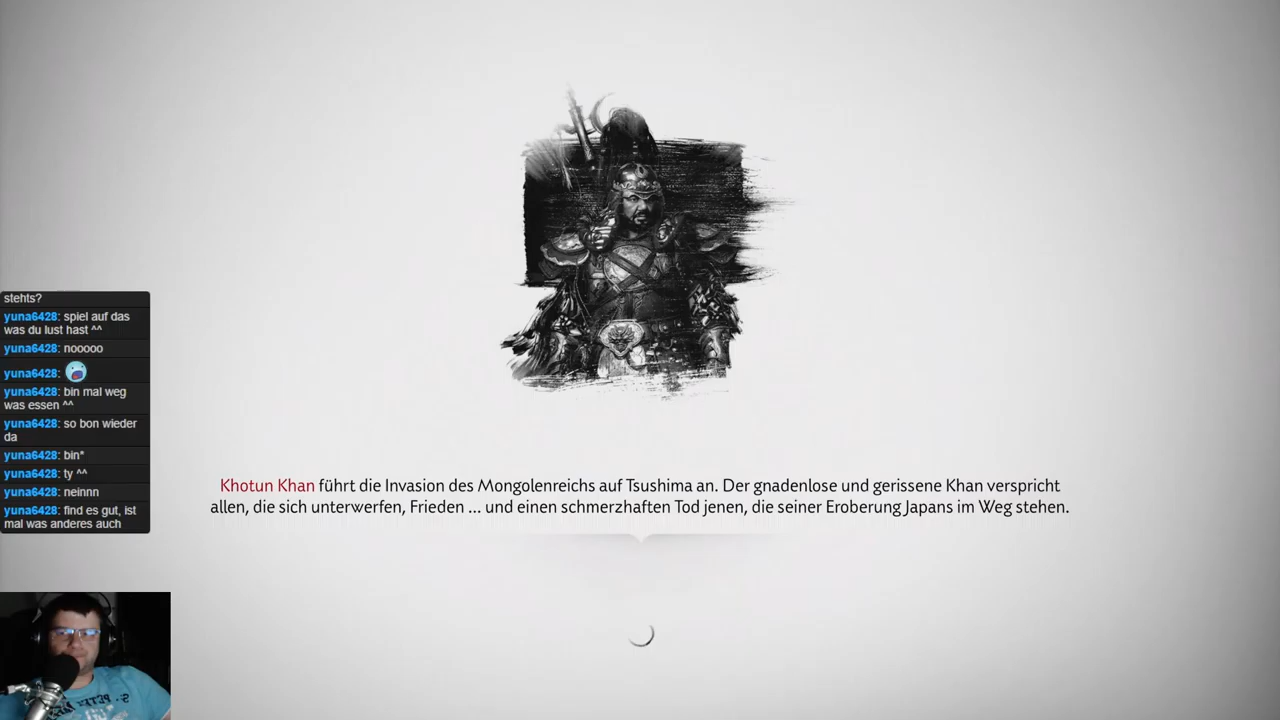 stehts?
yuna6428: spiel auf das
was du lust hast ^^
yuna6428: nooooo
yuna6428:
yuna6428: bin mal weg
was essen ^^
yuna6428: so bon wieder
da
yuna6428: bin*
yuna6428: ty ^^
yuna6428: neinnn
yuna6428: find es gut, ist
mal was anderes auch
Khotun Khan führt die Invasion des Mongolenreichs auf Tsushima an. Der gnadenlose und gerissene Khan verspricht
allen, die sich unterwerfen, Frieden ... und einen schmerzhaften Tod jenen, die seiner Eroberung Japans im Weg stehen.